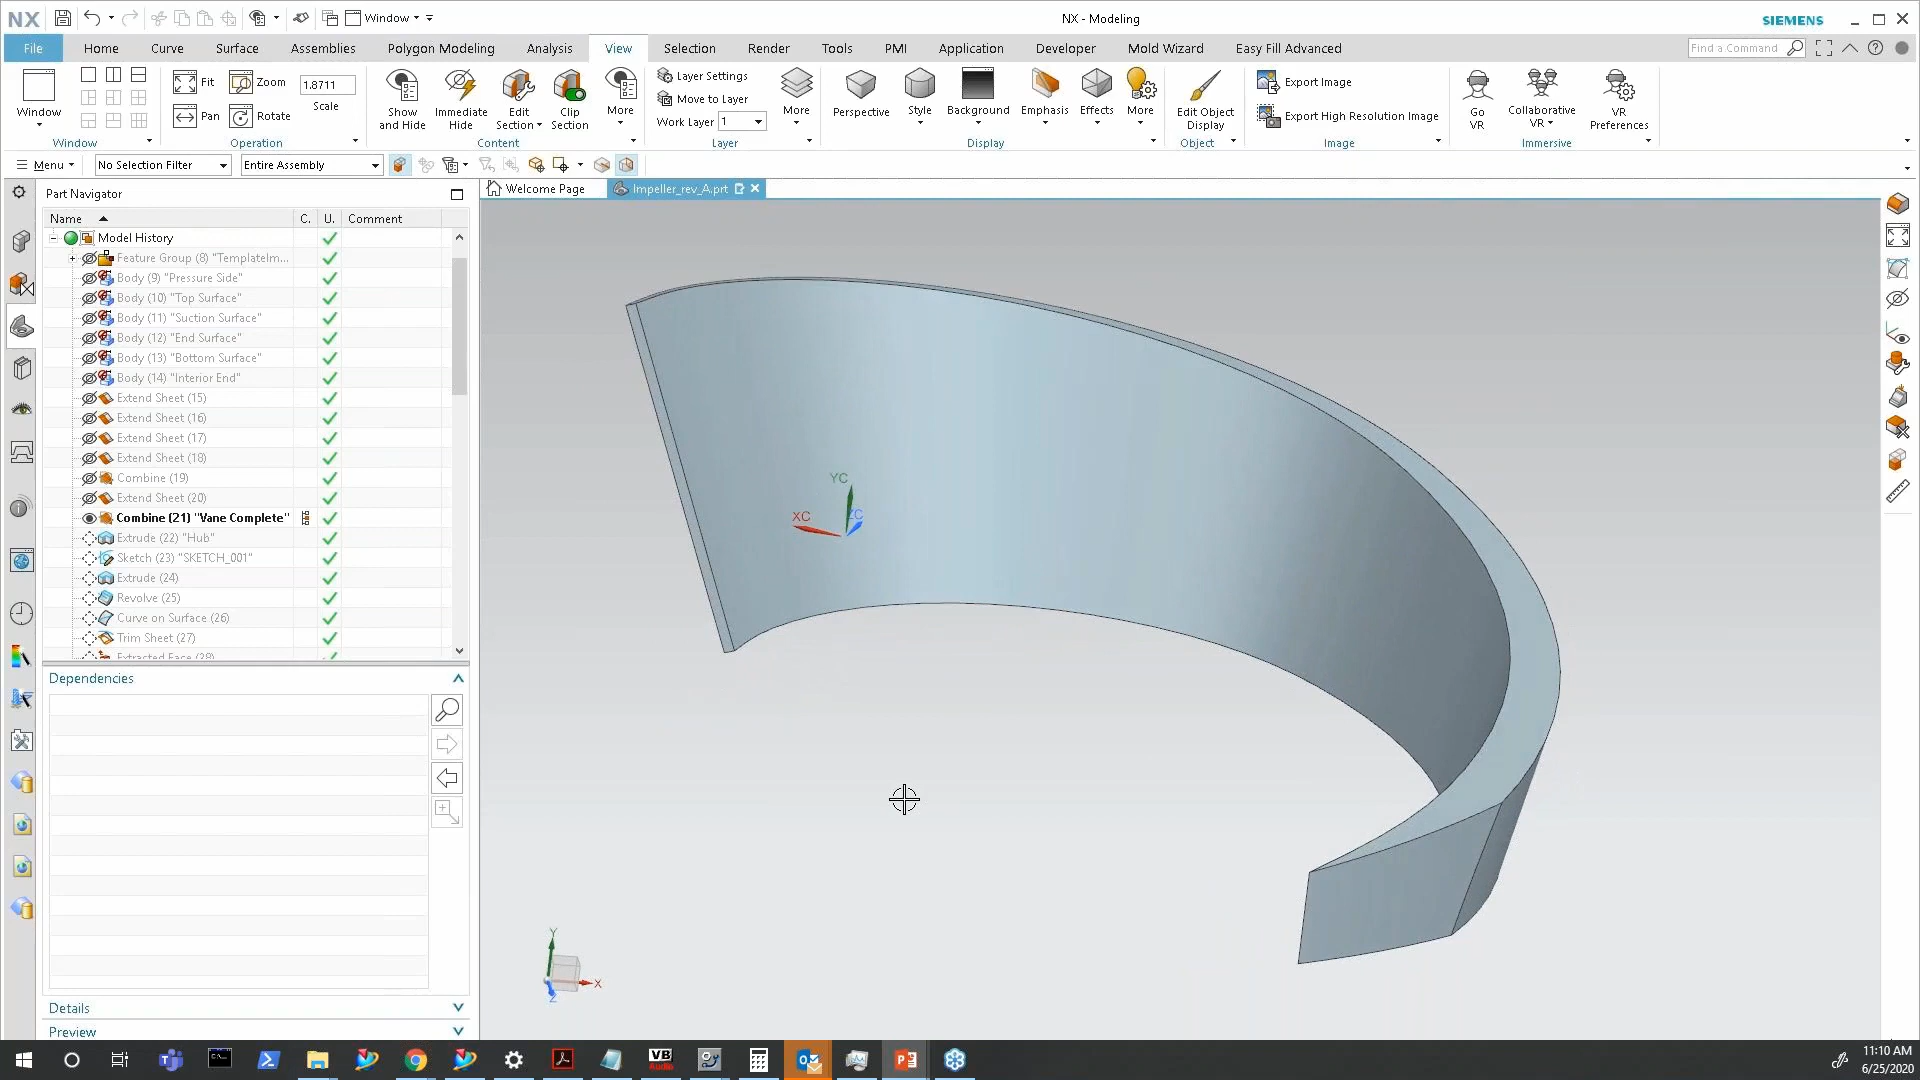 NX
Window
NX - Modeling
SIEMENS
File
Home
Curve
Surface
Assemblies
Polygon Modeling
Analysis
View
Selection
Render
Tools
PMI
Application
Developer
Mold Wizard
Easy Fill Advanced
Find a Command
Window
Fit
Zoom
1.8711
Scale
Pan
Rotate
Show and Hide
Immediate Hide
Edit Section
Clip Section
More
Layer Settings
Move to Layer
Work Layer 1
More
Perspective
Style
Background
Emphasis
Effects
More
Edit Object Display
Export Image
Export High Resolution Image
Go VR
Collaborative VR
VR Preferences
Window
Operation
Content
Layer
Display
Object
Image
Immersive
Menu
No Selection Filter
Entire Assembly
Part Navigator
Welcome Page
Impeller_rev_A.prt
Name
C.
U.
Comment
Model History
Feature Group (8) "TemplateIm...
Body (9) "Pressure Side"
Body (10) "Top Surface"
Body (11) "Suction Surface"
Body (12) "End Surface"
Body (13) "Bottom Surface"
Body (14) "Interior End"
Extend Sheet (15)
Extend Sheet (16)
Extend Sheet (17)
Extend Sheet (18)
Combine (19)
Extend Sheet (20)
Combine (21) "Vane Complete"
Extrude (22) "Hub"
Sketch (23) "SKETCH_001"
Extrude (24)
Revolve (25)
Curve on Surface (26)
Trim Sheet (27)
Extracted Face (28)
YC
XC
ZC
Dependencies
Y
X
Z
Details
Preview
VB
Audio
11:10 AM
6/25/2020